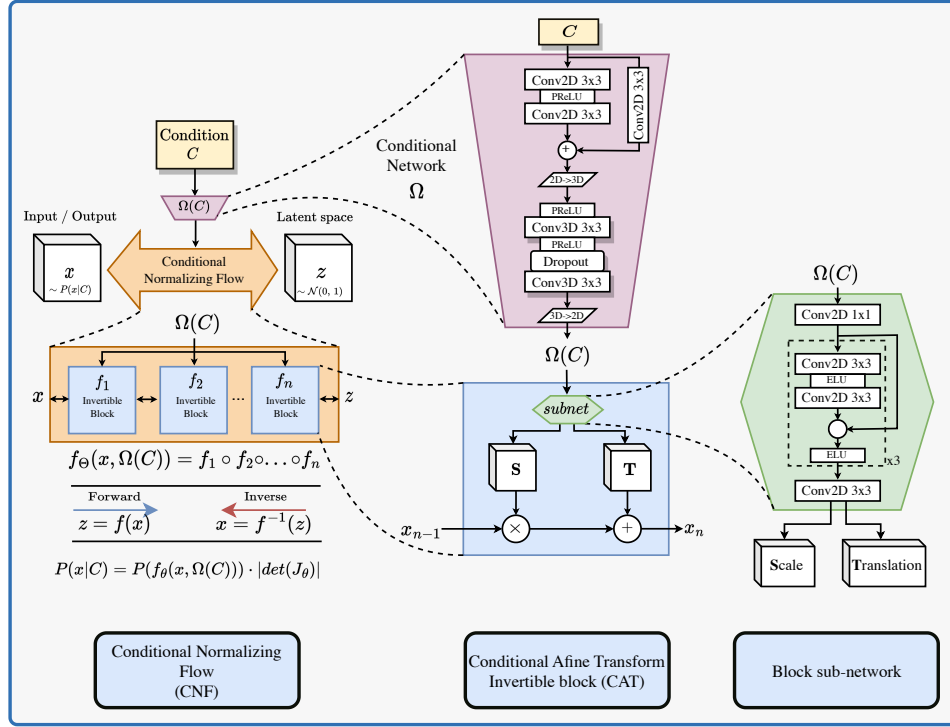 Condition
C
Ω(C)
Input / Output
x
∼ P(x|C)
Conditional
Normalizing Flow
Latent space
z
∼ N(0, 1)
Ω(C)
x
f1
Invertible
Block
f2
Invertible
Block
...
fn
Invertible
Block
z
fΘ(x, Ω(C)) = f1 ∘ f2∘...∘fn
Forward
z = f(x)
Inverse
x = f⁻¹(z)
P(x|C) = P(fθ(x, Ω(C))) · |det(Jθ)|
Conditional Normalizing
Flow
(CNF)
Conditional
Network
Ω
C
Conv2D 3x3
PReLU
Conv2D 3x3
Conv2D 3x3
+
2D->3D
PReLU
Conv3D 3x3
PReLU
Dropout
Conv3D 3x3
3D->2D
Ω(C)
subnet
S
T
xn−1
×
+
xn
Conditional Afine Transform
Invertible block (CAT)
Ω(C)
Conv2D 1x1
Conv2D 3x3
ELU
Conv2D 3x3
ELU
x3
Conv2D 3x3
Scale
Translation
Block sub-network